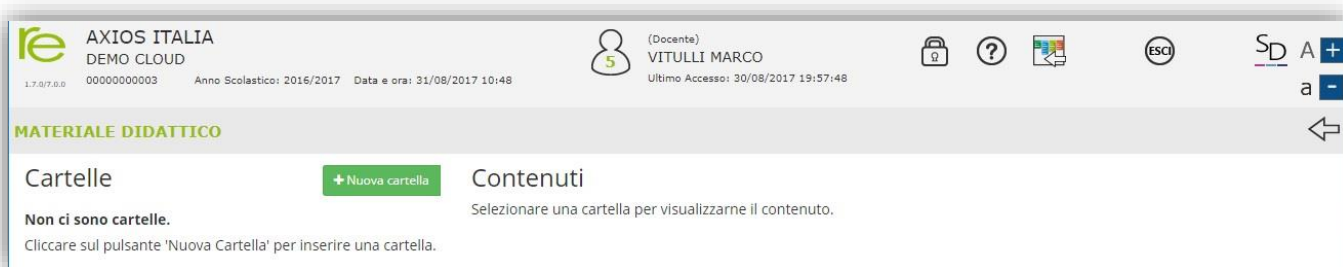 re
1.7.0/7.0.0
AXIOS ITALIA
DEMO CLOUD
00000000003 Anno Scolastico: 2016/2017 Data e ora: 31/08/2017 10:48
5
(Docente)
VITULLI MARCO
Ultimo Accesso: 30/08/2017 19:57:48
?
ESCI
SD
A +
a -
MATERIALE DIDATTICO
Cartelle
+ Nuova cartella
Non ci sono cartelle.
Cliccare sul pulsante 'Nuova Cartella' per inserire una cartella.
Contenuti
Selezionare una cartella per visualizzarne il contenuto.